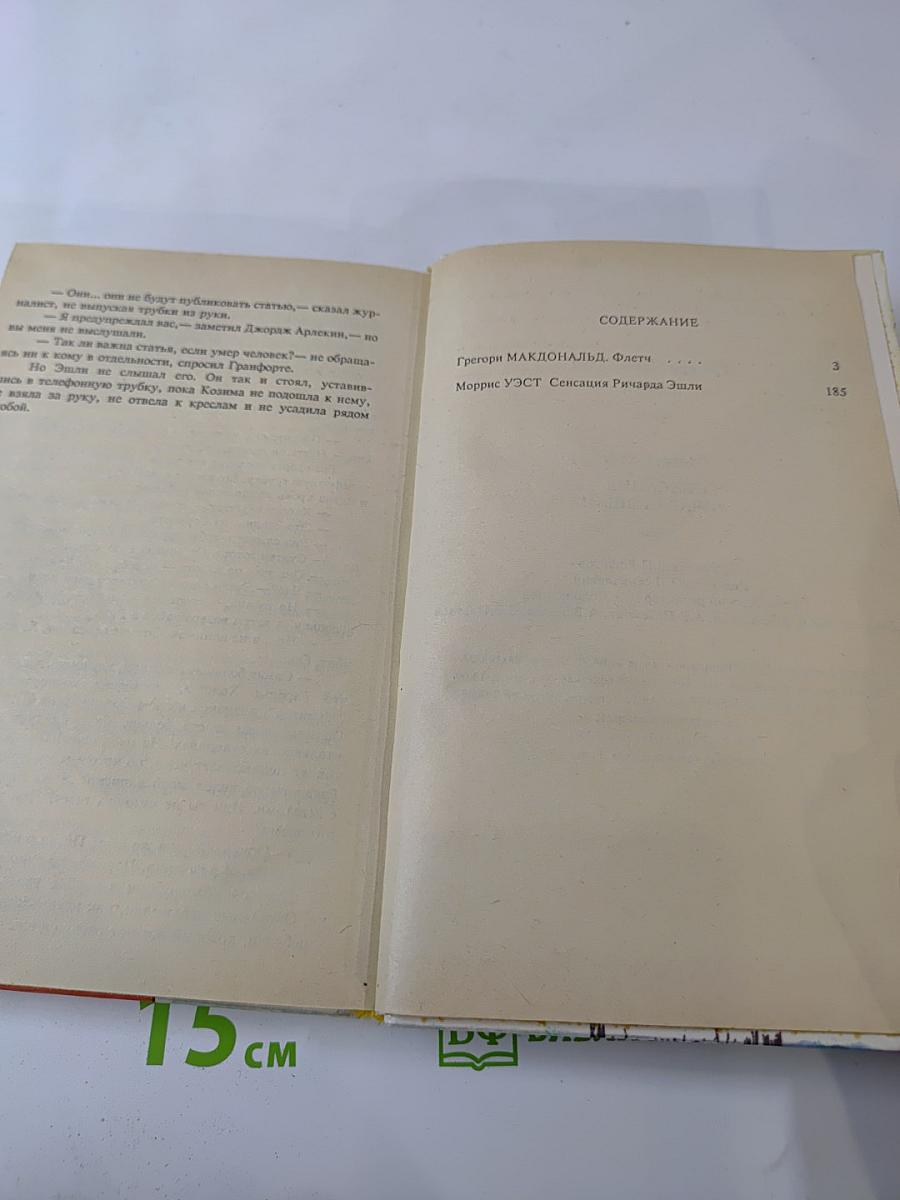 — Они... они не будут публиковать статью,— сказал жур-
налист, не выпуская трубки из руки.
— Я предупреждал вас,— заметил Джордж Арлекин,— но
вы меня не выслушали.
— Так ли важна статья, если умер человек?— не обраща-
ясь ни к кому в отдельности, спросил Гранфорте.
Но Эшли не слышал его. Он так и стоял, уставив-
шись в телефонную трубку, пока Козима не подошла к нему,
взяла за руку, не отвела к креслам и не усадила рядом
собой.
СОДЕРЖАНИЕ
Грегори МАКДОНАЛЬД. Флетч . . . . 3
Моррис УЭСТ Сенсация Ричарда Эшли 185
15 см